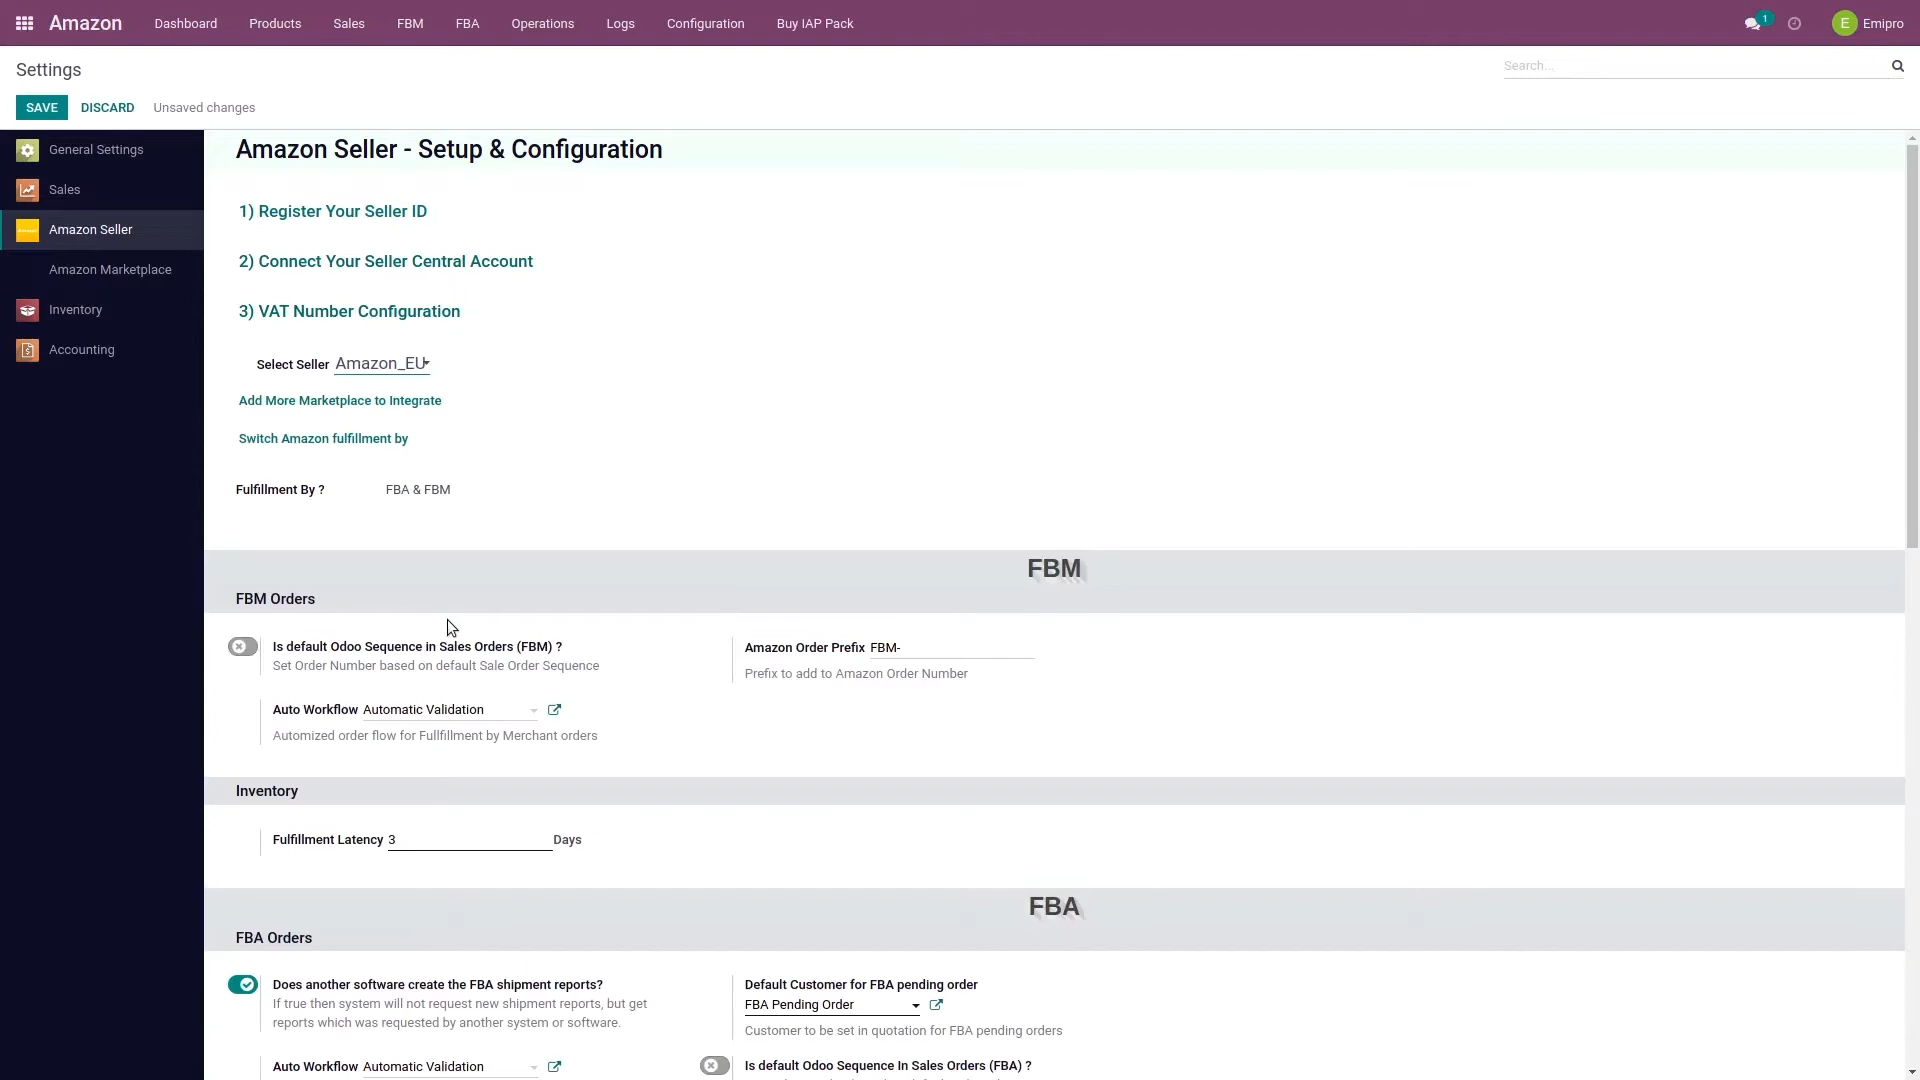 Amazon Dashboard Products Sales FBM FBA Operations Logs Configuration Buy IAP Pack 1 E Emipro
Settings
Search...
SAVE DISCARD Unsaved changes
General Settings
Sales
Amazon Seller
Amazon Marketplace
Inventory
Accounting
Amazon Seller - Setup & Configuration
1) Register Your Seller ID
2) Connect Your Seller Central Account
3) VAT Number Configuration
Select Seller Amazon_EU
Add More Marketplace to Integrate
Switch Amazon fulfillment by
Fulfillment By ? FBA & FBM
FBM
FBM Orders
Is default Odoo Sequence in Sales Orders (FBM) ?
Set Order Number based on default Sale Order Sequence
Amazon Order Prefix FBM-
Prefix to add to Amazon Order Number
Auto Workflow Automatic Validation
Automized order flow for Fullfillment by Merchant orders
Inventory
Fulfillment Latency 3 Days
FBA
FBA Orders
Does another software create the FBA shipment reports?
If true then system will not request new shipment reports, but get
reports which was requested by another system or software.
Default Customer for FBA pending order
FBA Pending Order
Customer to be set in quotation for FBA pending orders
Auto Workflow Automatic Validation
Is default Odoo Sequence In Sales Orders (FBA) ?